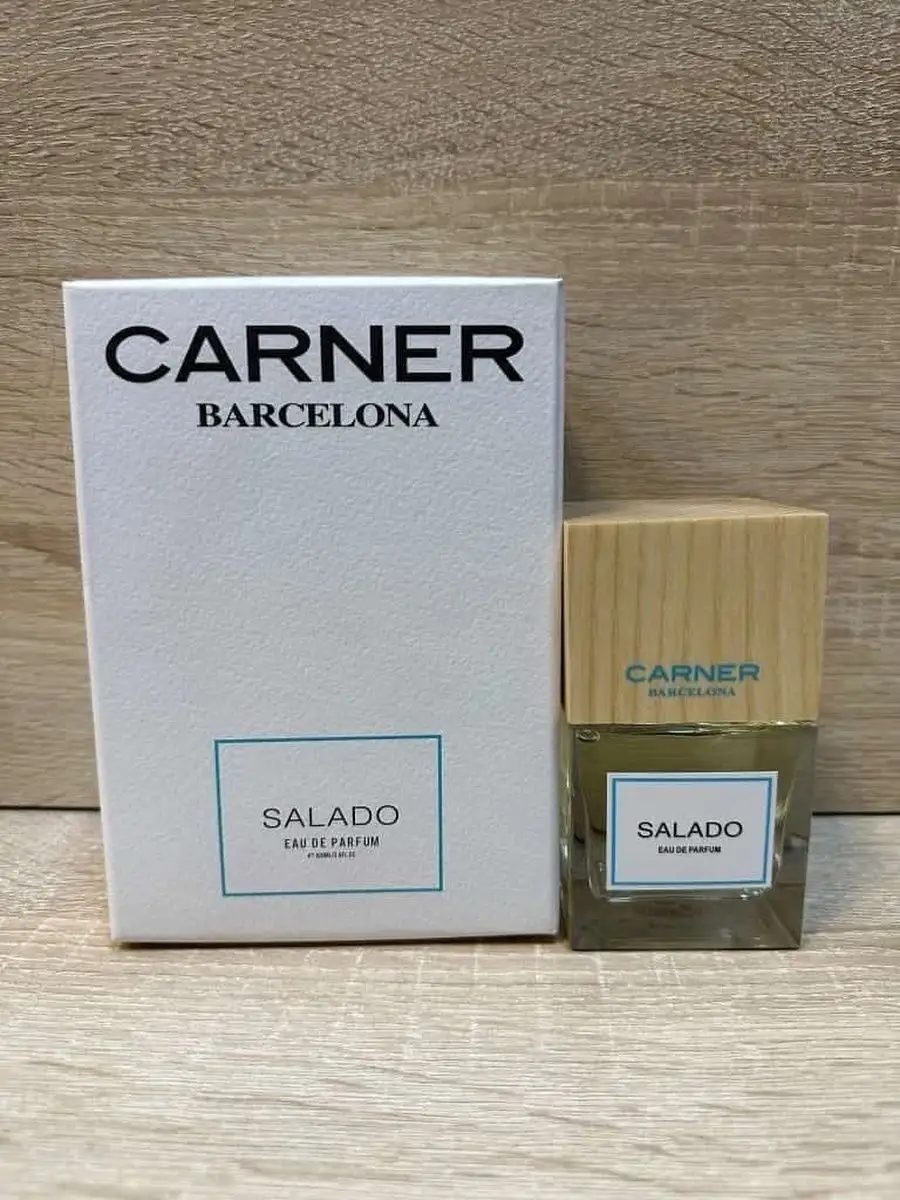 CARNER
BARCELONA
SALADO
EAU DE PARFUM
CARNER
BARCELONA
SALADO
EAU DE PARFUM